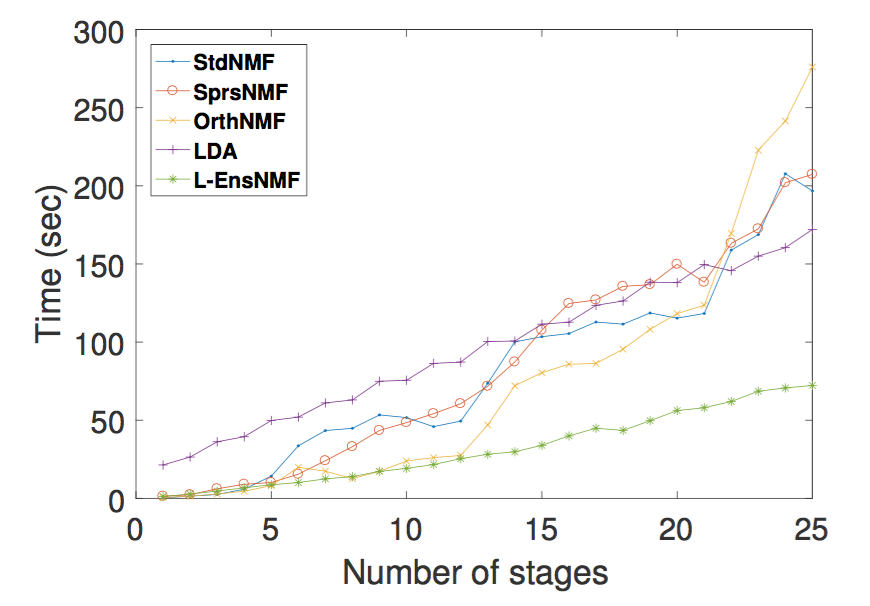 300
250
200
150
100
50
0
Time (sec)
StdNMF
SprsNMF
OrthNMF
LDA
L-EnsNMF
0 5 10 15 20 25
Number of stages